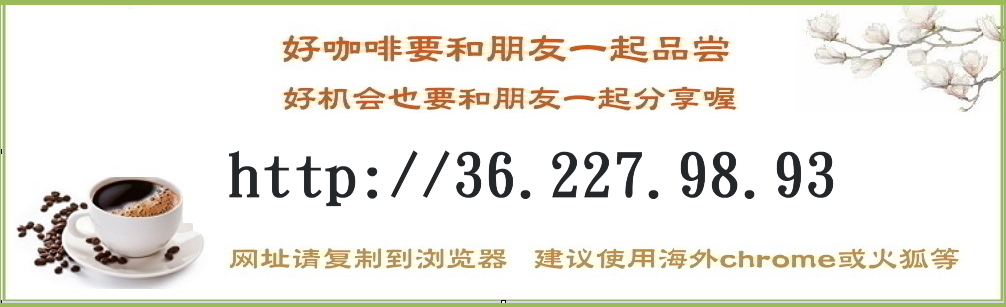 好咖啡要和朋友一起品尝
好机会也要和朋友一起分享喔
http://36.227.98.93
网址请复制到浏览器 建议使用海外chrome或火狐等